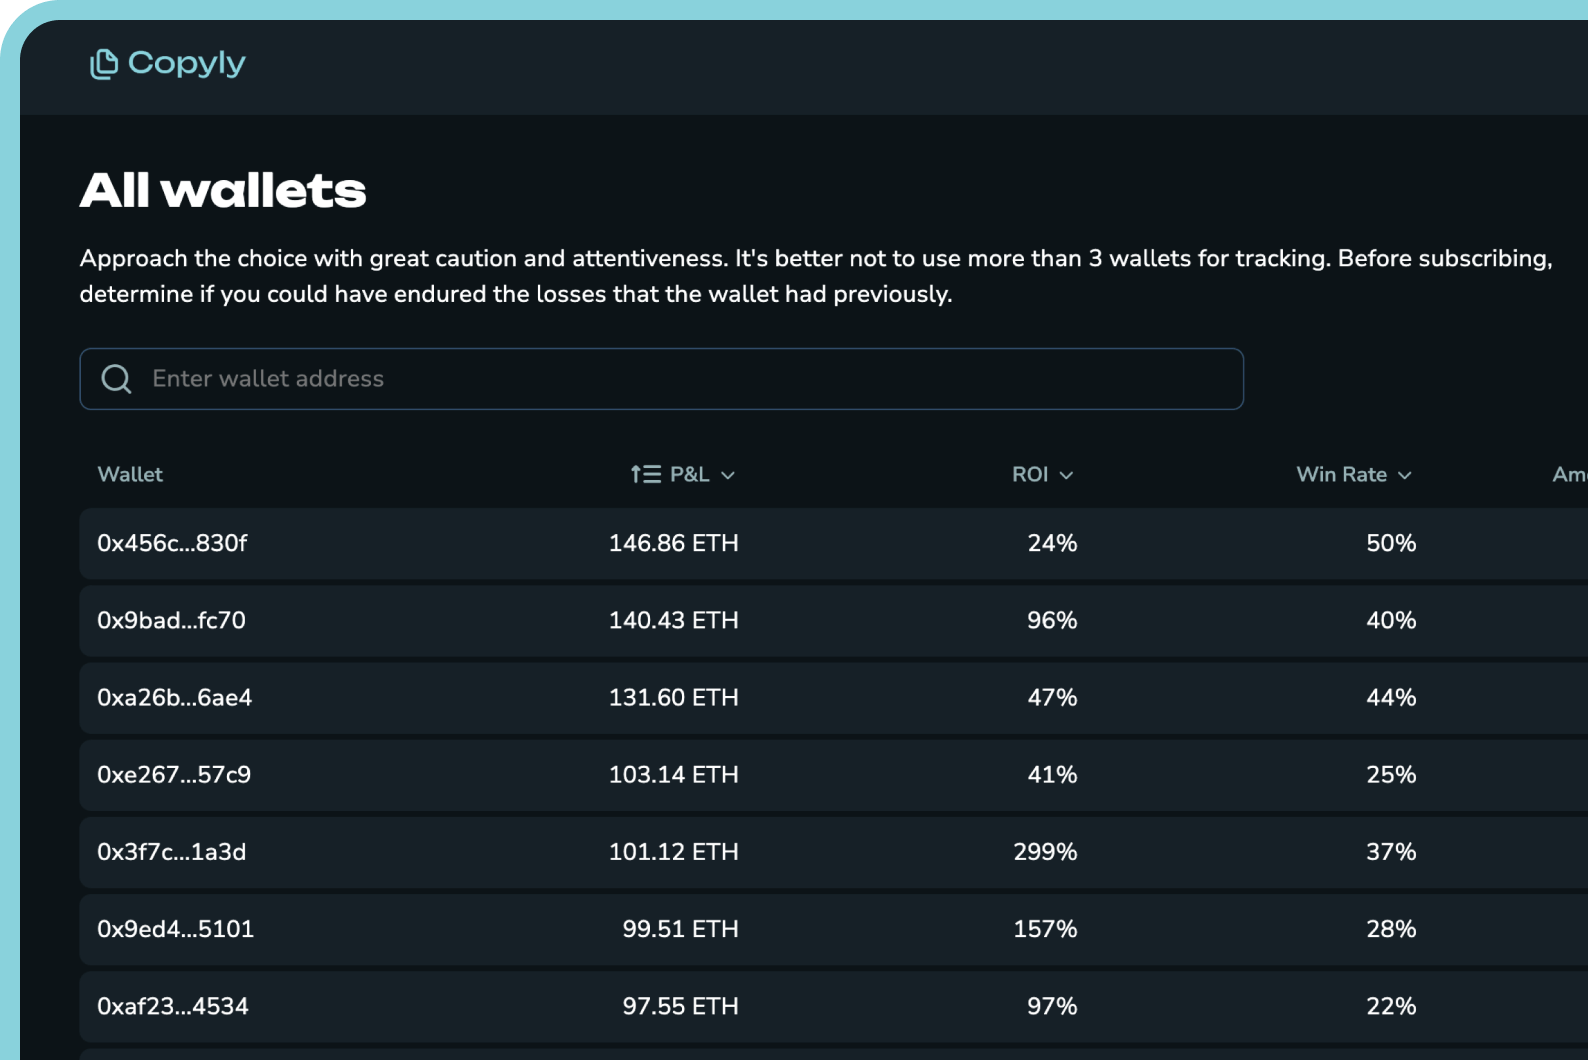 Copyly
All wallets
Approach the choice with great caution and attentiveness. It's better not to use more than 3 wallets for tracking. Before subscribing,
determine if you could have endured the losses that the wallet had previously.
Enter wallet address
Wallet P&L ROI Win Rate
0x456c...830f 146.86 ETH 24% 50%
0x9bad...fc70 140.43 ETH 96% 40%
0xa26b...6ae4 131.60 ETH 47% 44%
0xe267...57c9 103.14 ETH 41% 25%
0x3f7c...1a3d 101.12 ETH 299% 37%
0x9ed4...5101 99.51 ETH 157% 28%
0xaf23...4534 97.55 ETH 97% 22%